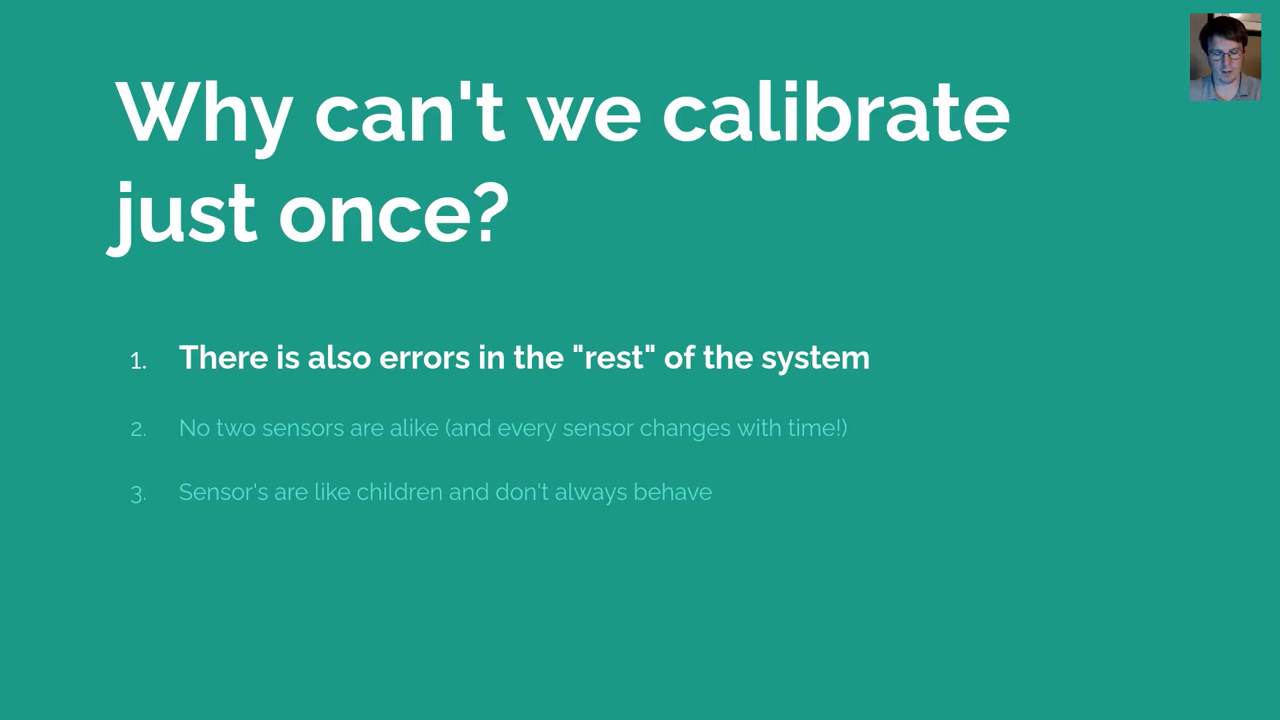 Why can't we calibrate
just once?
1. There is also errors in the "rest" of the system
2. No two sensors are alike (and every sensor changes with time!)
3. Sensor's are like children and don't always behave